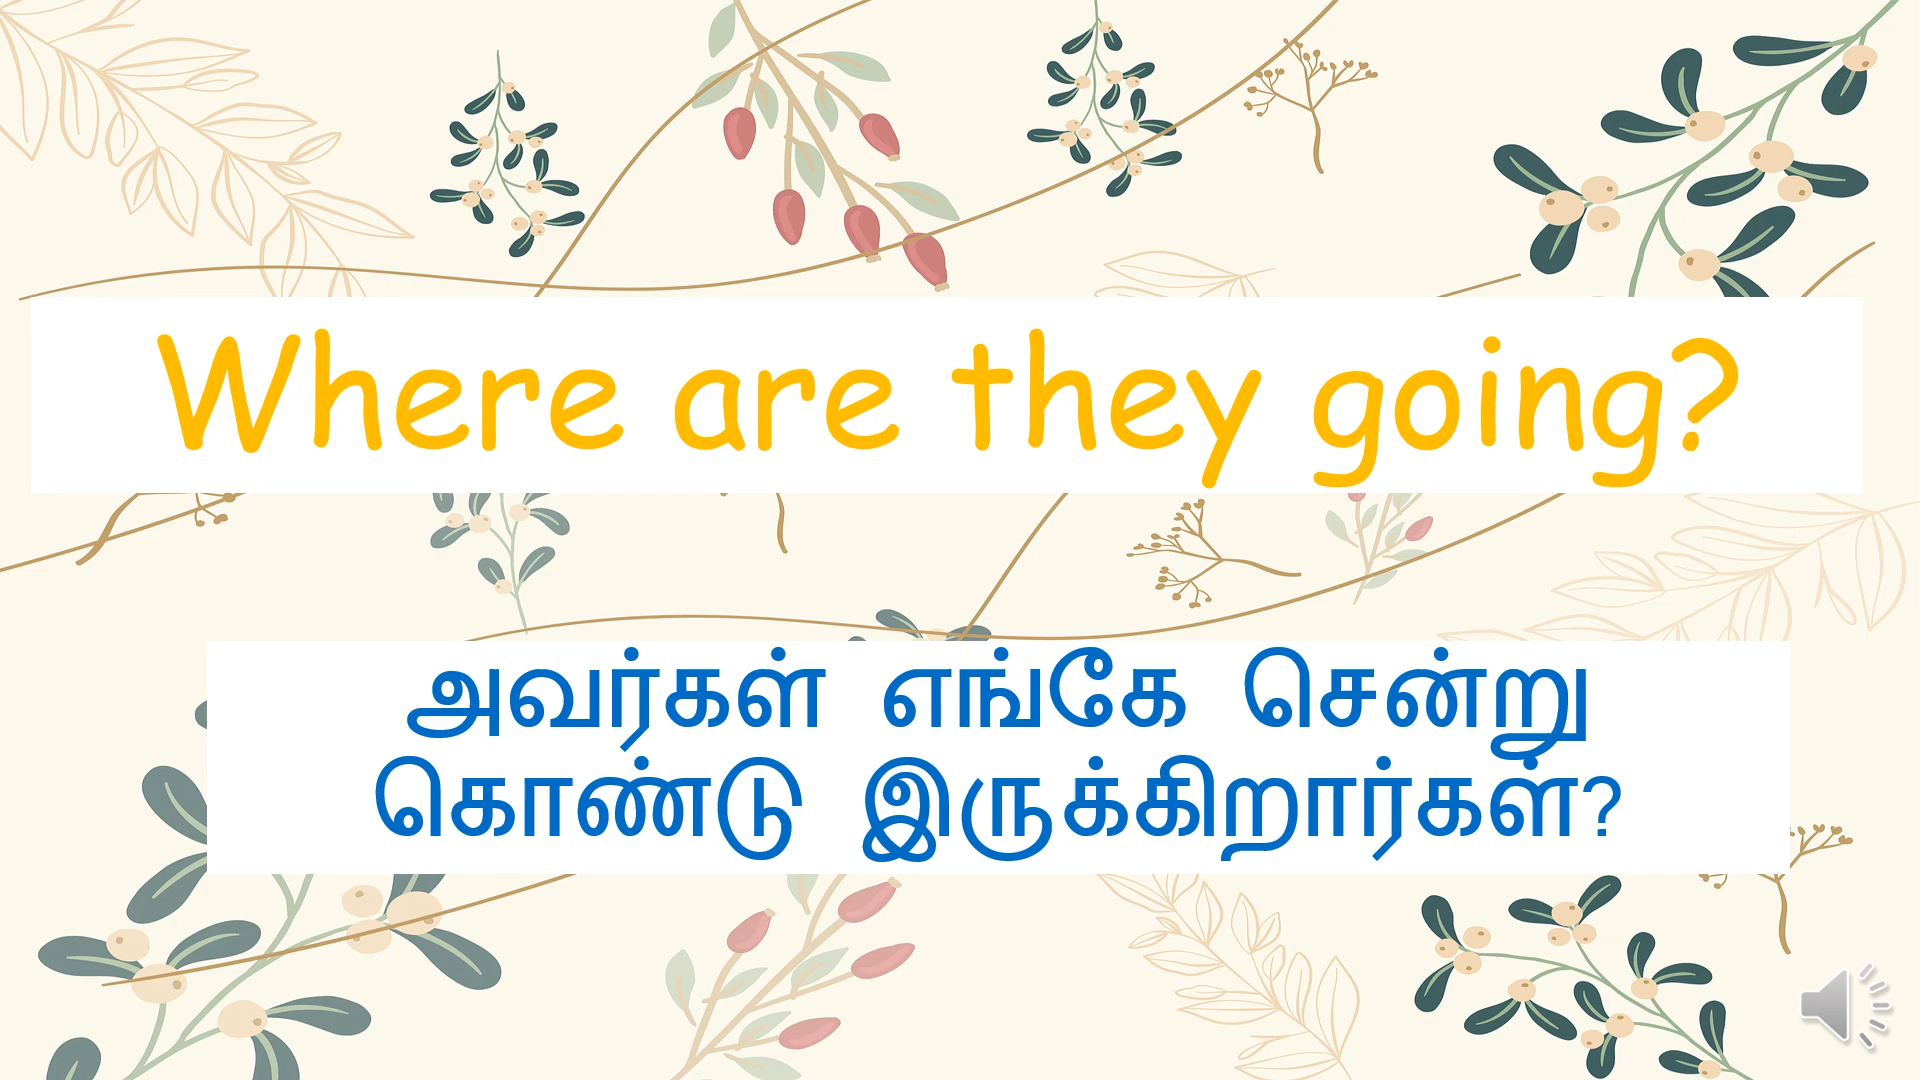 Where are they going?
அவர்கள் எங்கே சென்று
கொண்டு இருக்கிறார்கள்?